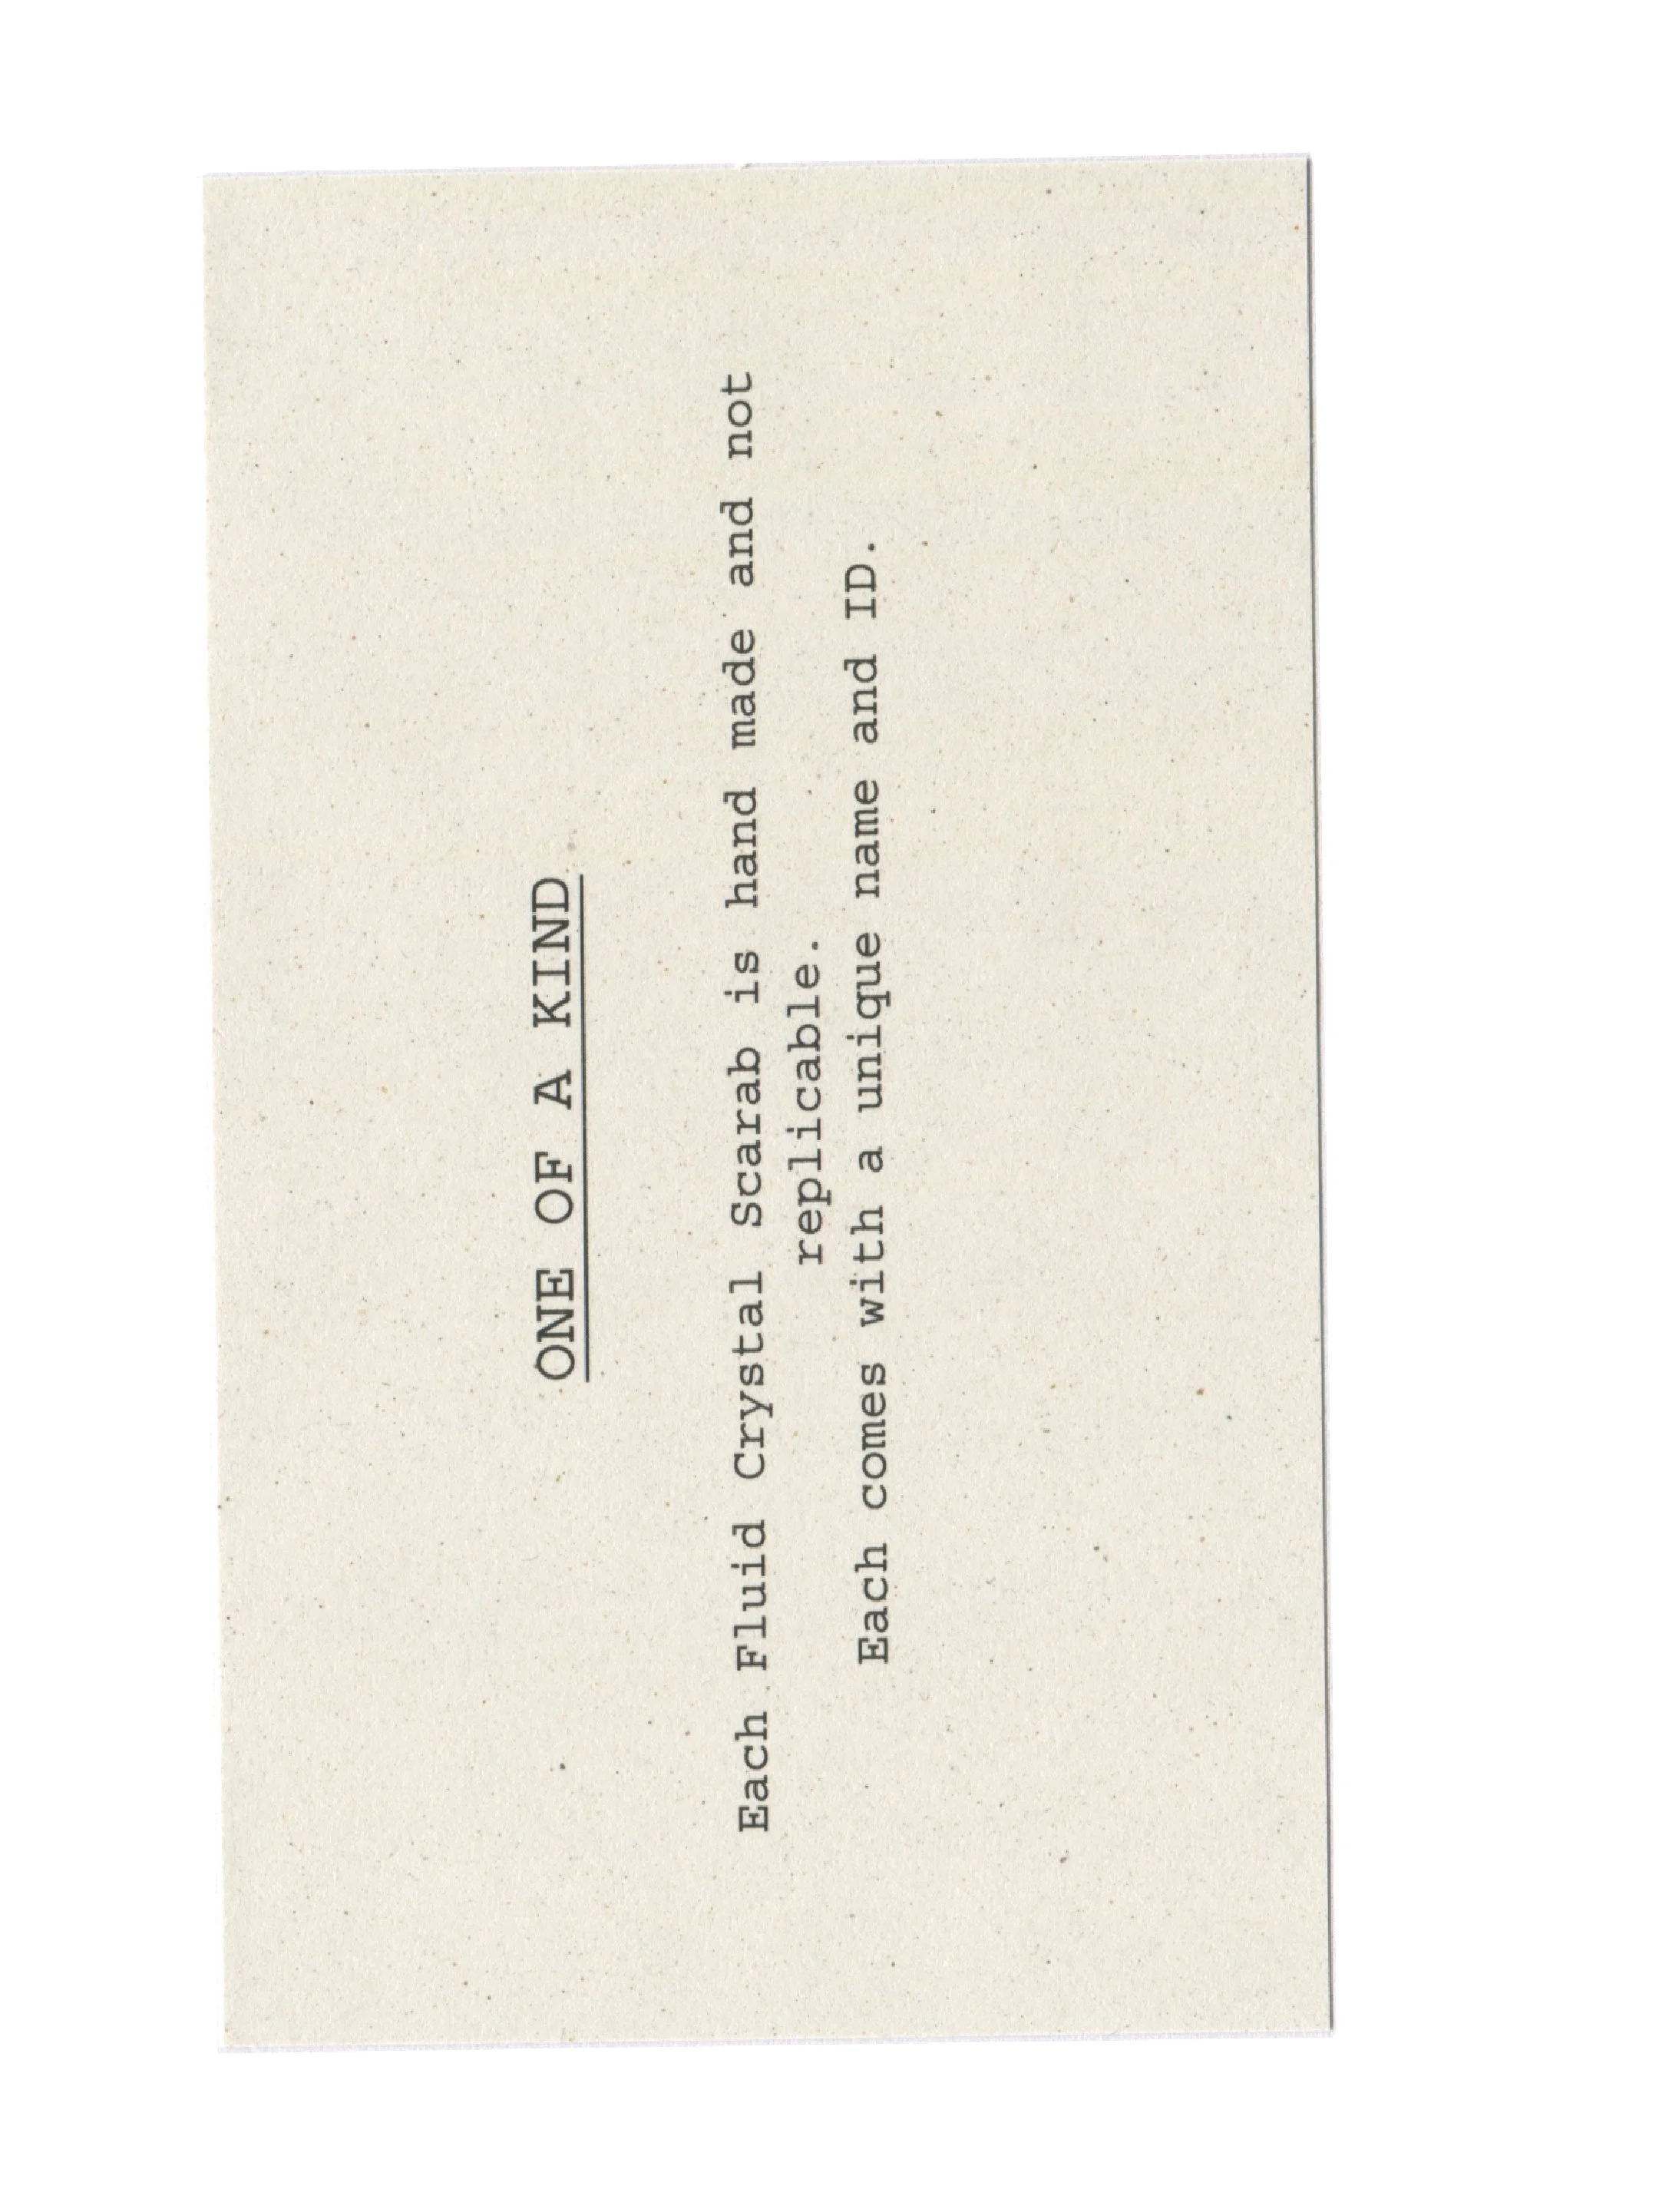 ONE OF A KIND
Each Fluid Crystal Scarab is hand made and not
replicable.
Each comes with a unique name and ID.